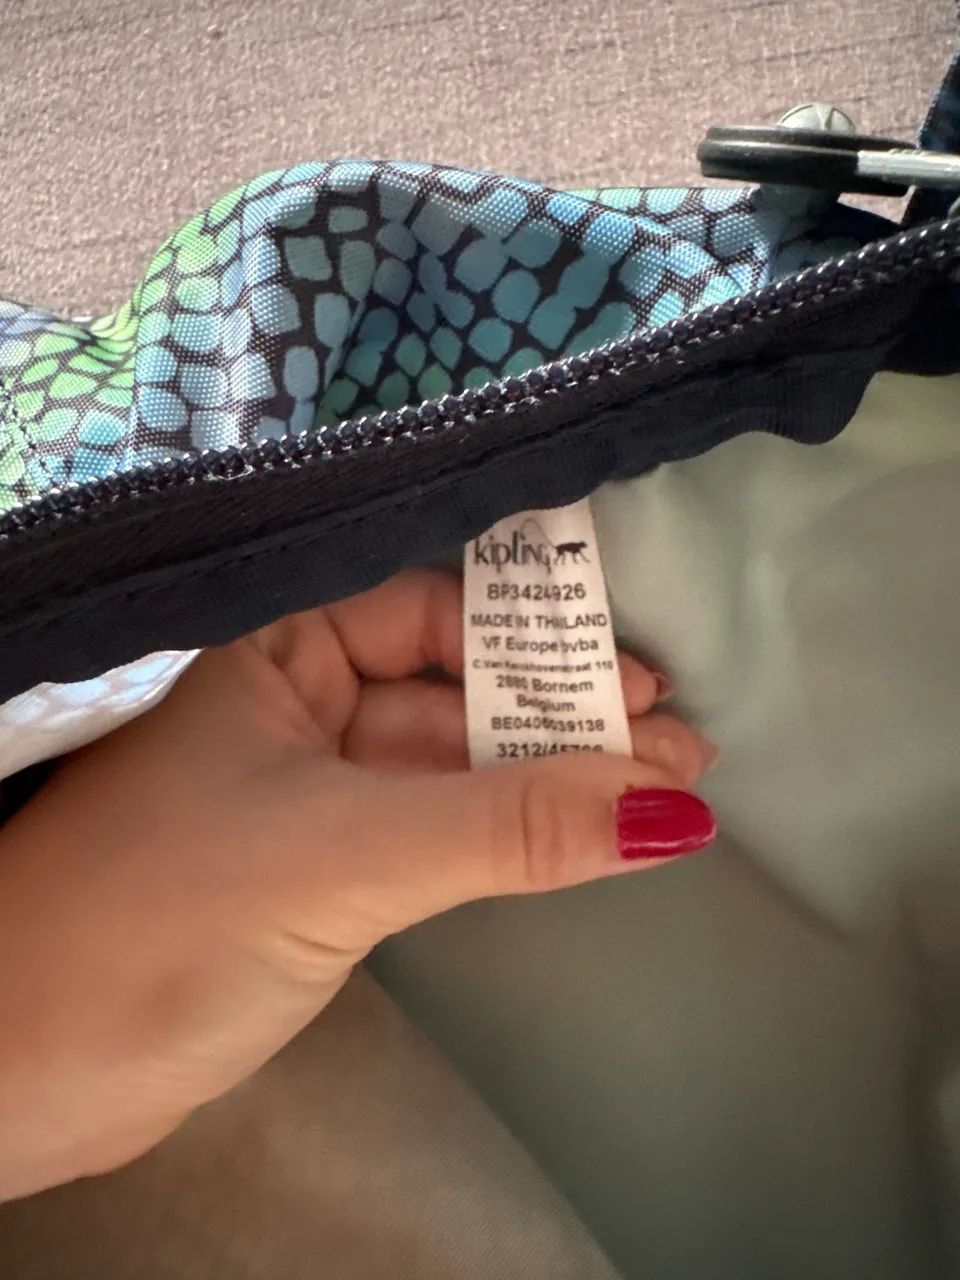 kipling
BP3424926
MADE IN THAILAND
VF Europe bvba
2880 Bornem
Belgium